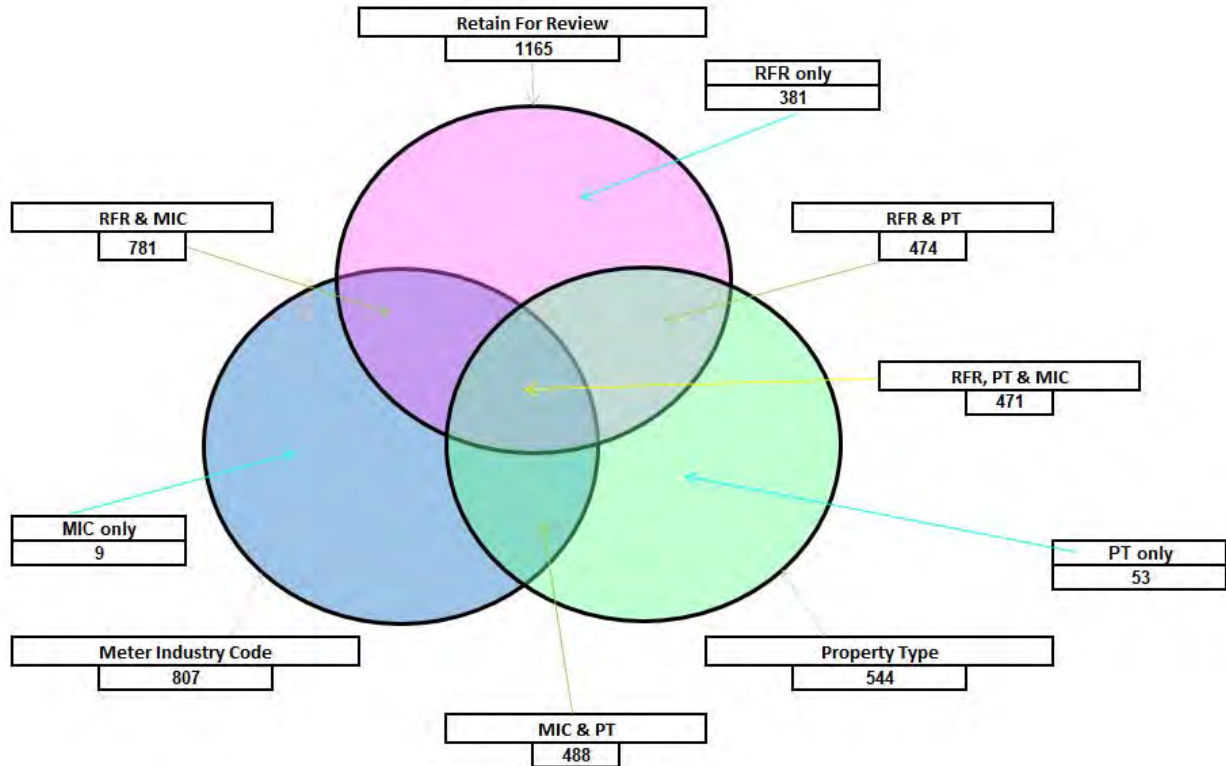 Retain For Review
1165
RFR only
381
RFR & MIC
781
RFR & PT
474
RFR, PT & MIC
471
MIC only
9
PT only
53
Meter Industry Code
807
Property Type
544
MIC & PT
488